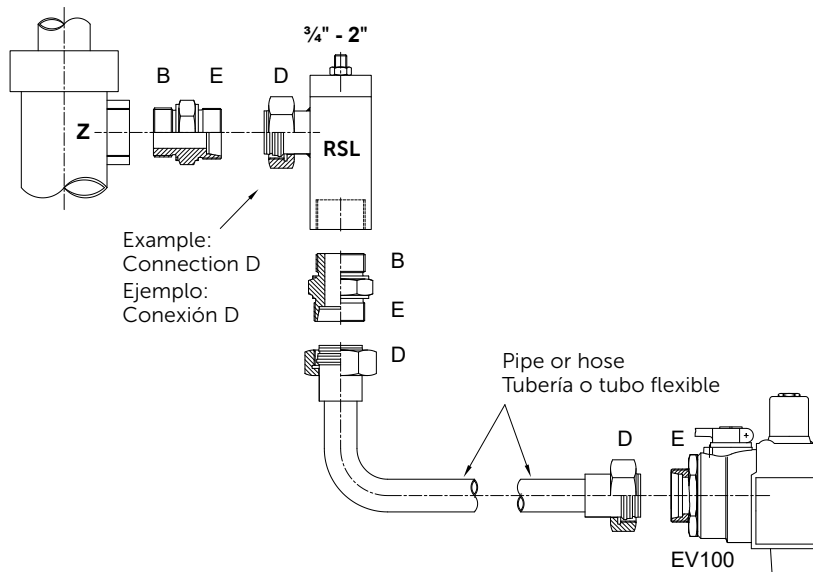 ¾" - 2"
B
E
D
Z
RSL
Example:
Connection D
Ejemplo:
Conexión D
B
E
D
Pipe or hose
Tubería o tubo flexible
D
E
EV100